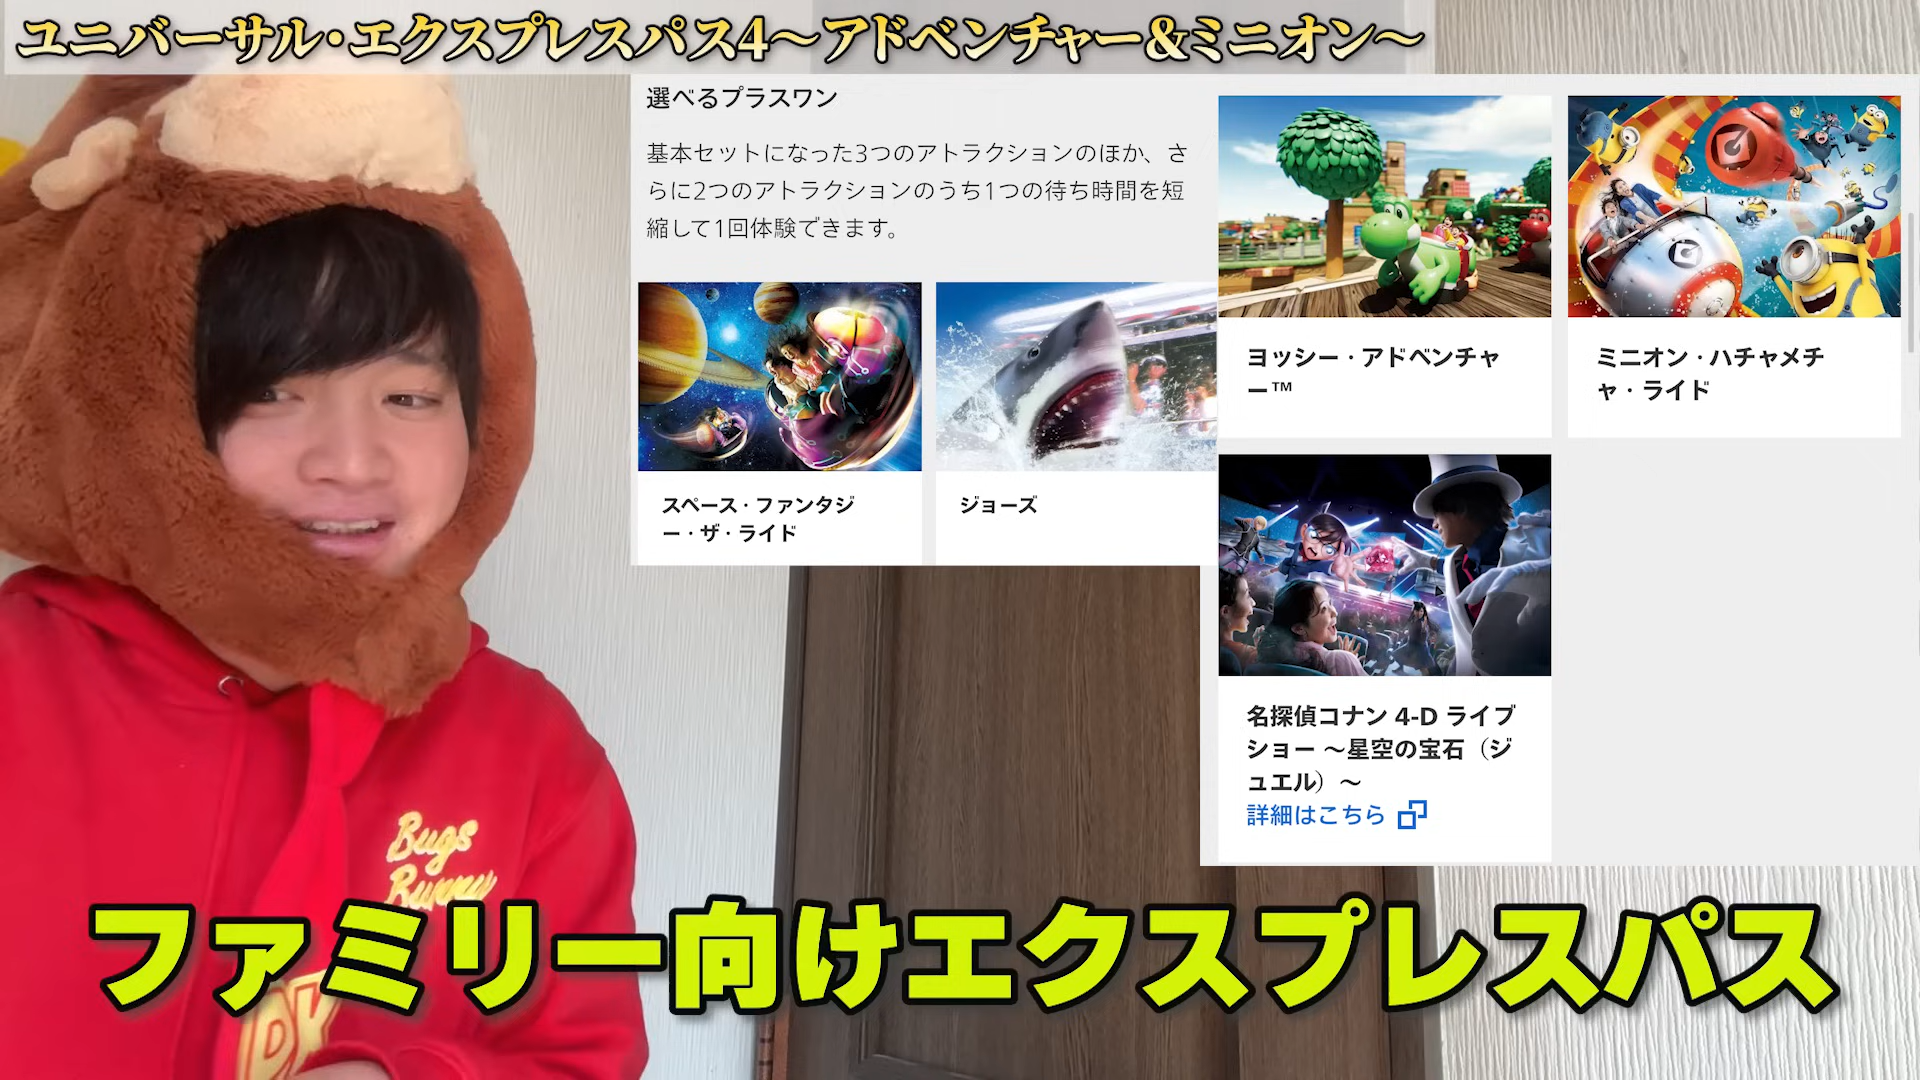 ユニバーサル・エクスプレスパス4～アドベンチャー&ミニオン～
選べるプラスワン
基本セットになった3つのアトラクションのほか、さ
らに2つのアトラクションのうち1つの待ち時間を短
縮して1回体験できます。
スペース・ファンタジ
ー・ザ・ライド
ジョーズ
ヨッシー・アドベンチャ
ー™
ミニオン・ハチャメチ
ャ・ライド
名探偵コナン 4-D ライブ
ショー ～星空の宝石（ジ
ュエル）～
詳細はこちら
Bugs
Bunny
DK
ファミリー向けエクスプレスパス